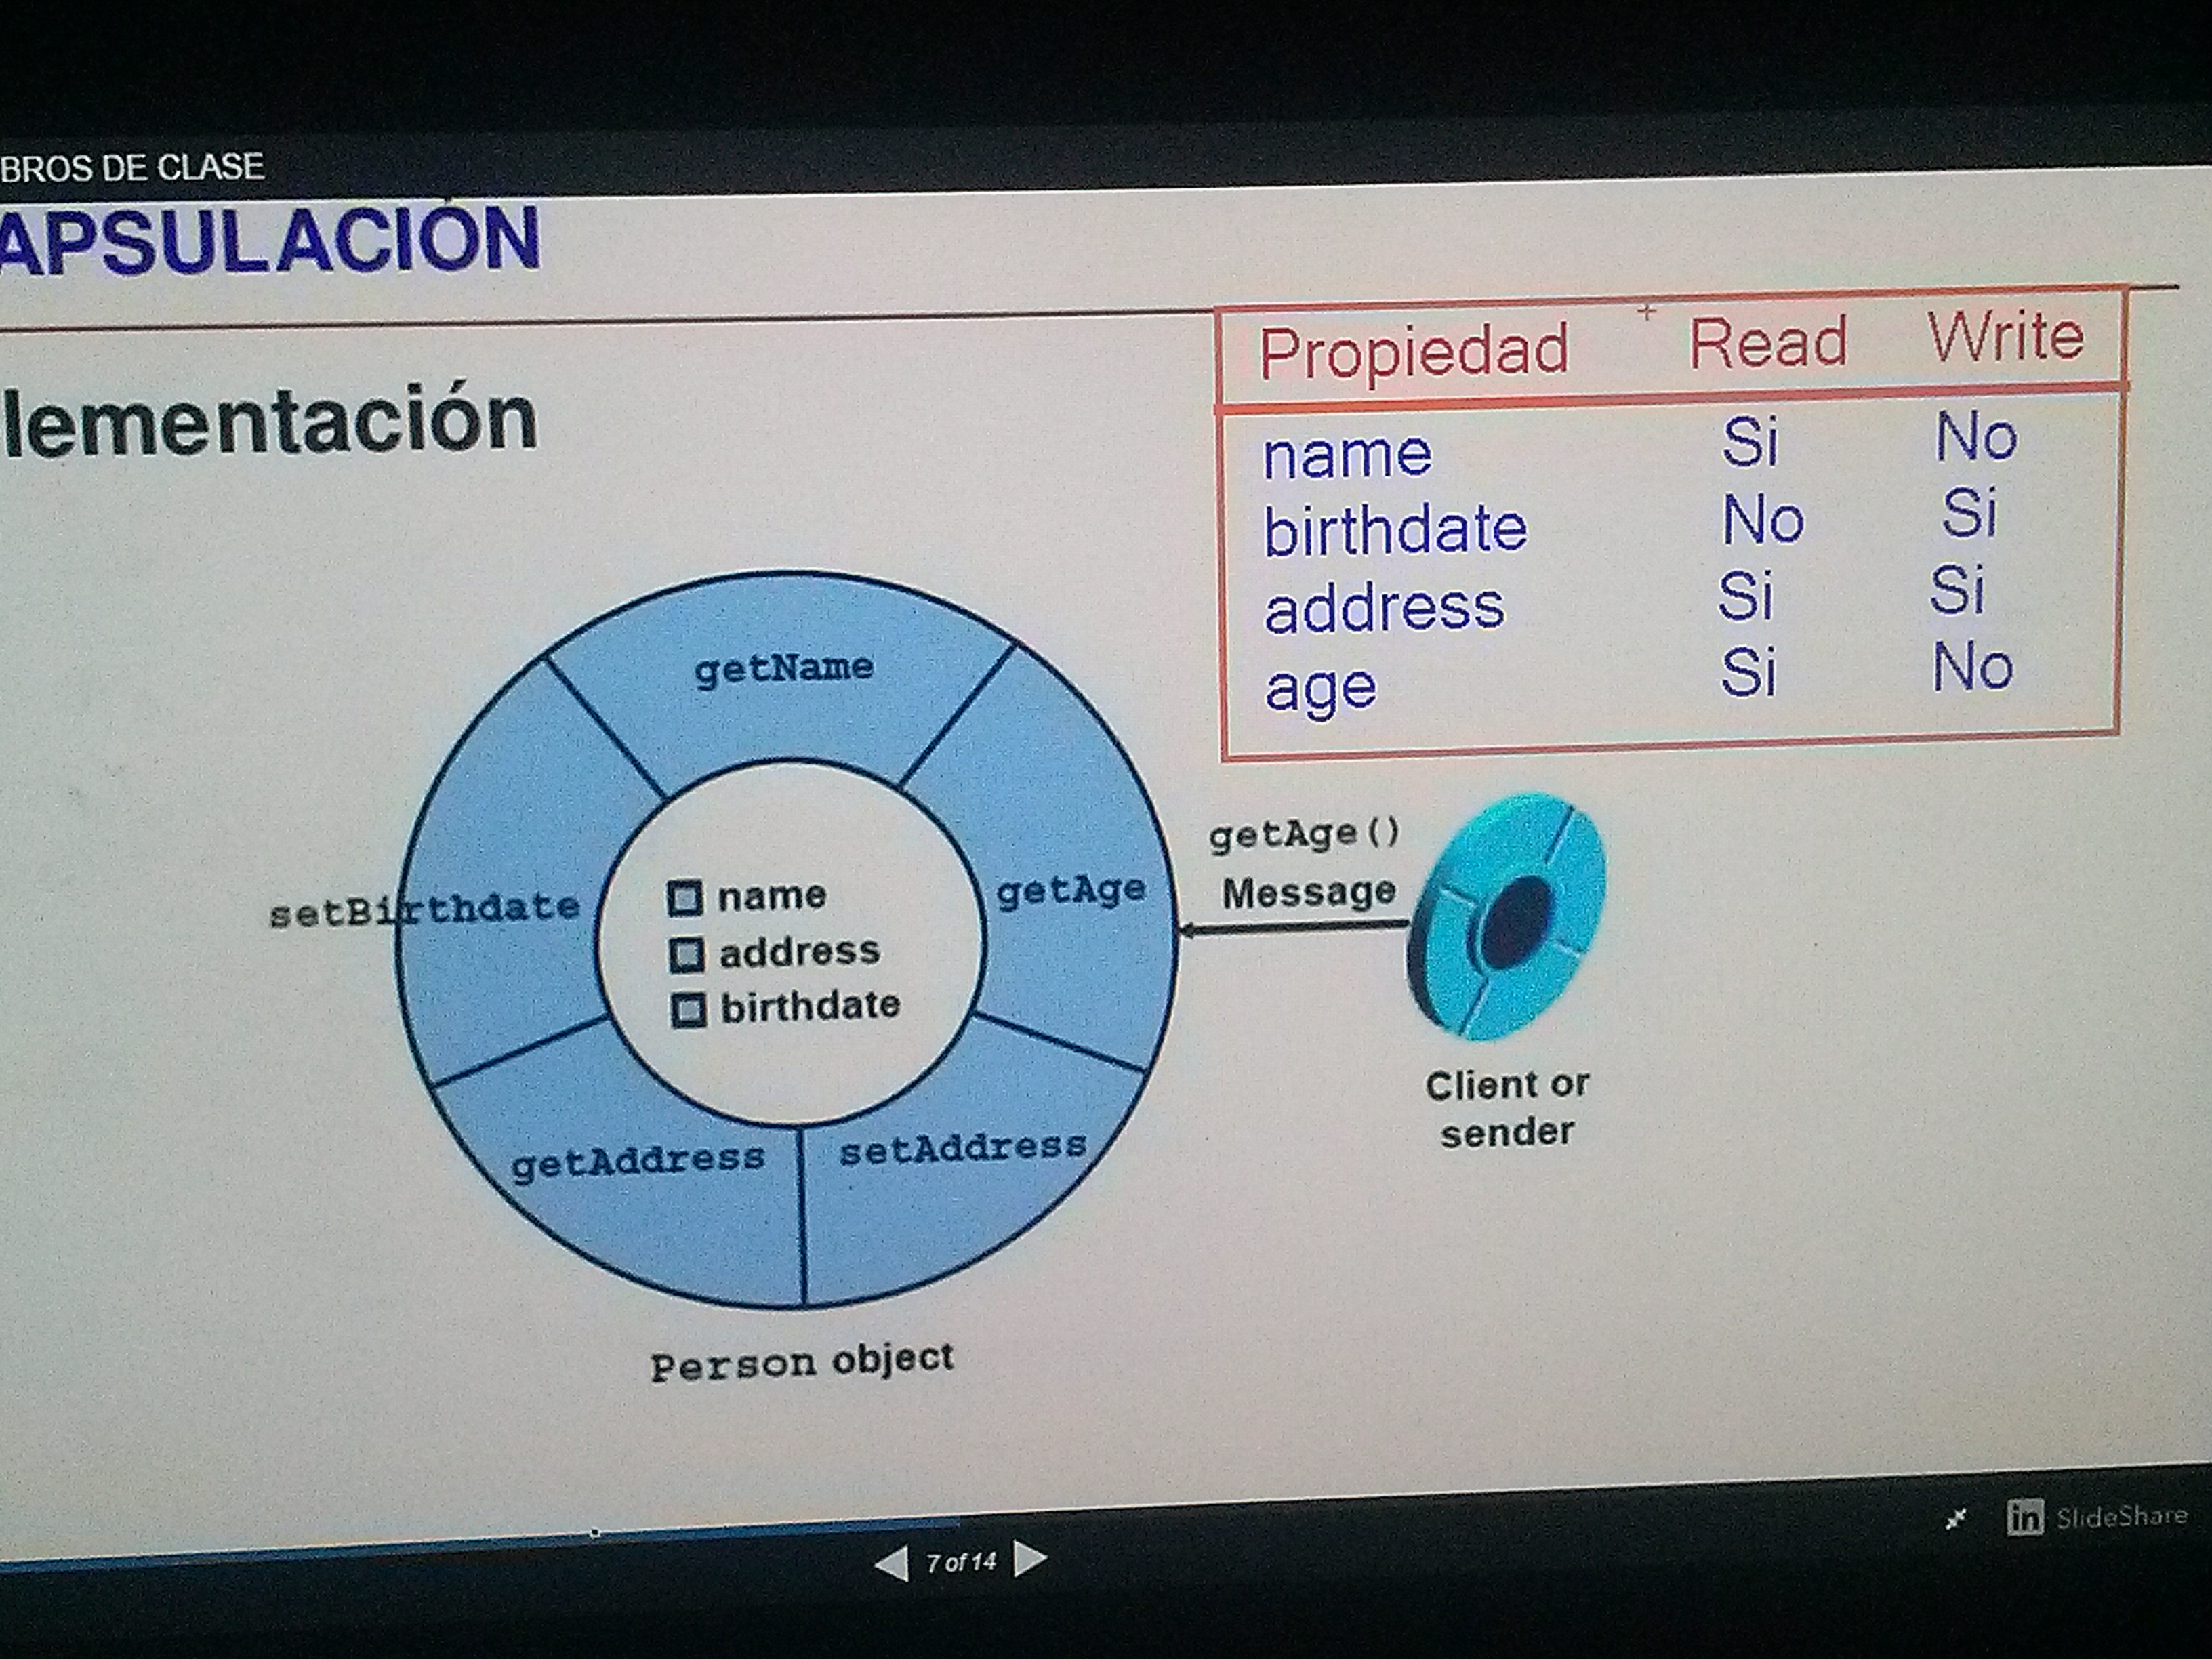 BROS DE CLASE
APSULACIÓN
lementación
Propiedad Read Write
name Si No
birthdate No Si
address Si Si
age Si No
getName
setBirthdate
getAge
getAddress
setAddress
name
address
birthdate
getAge()
Message
Client or
sender
Person object
7 of 14
in SlideShare